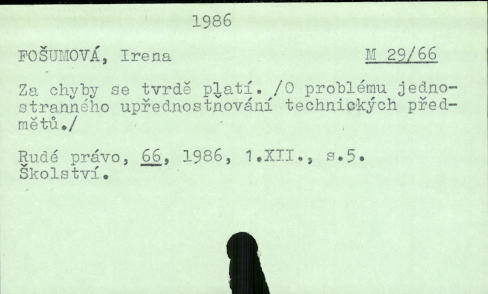 1986
FOŠUMOVÁ, Irena M 29/66
Za chyby se tvrdě platí. /O problému jedno-
stranného upřednostňování technických před-
mětů./
Rudé právo, 66, 1986, 1.XII., s.5.
Školství.